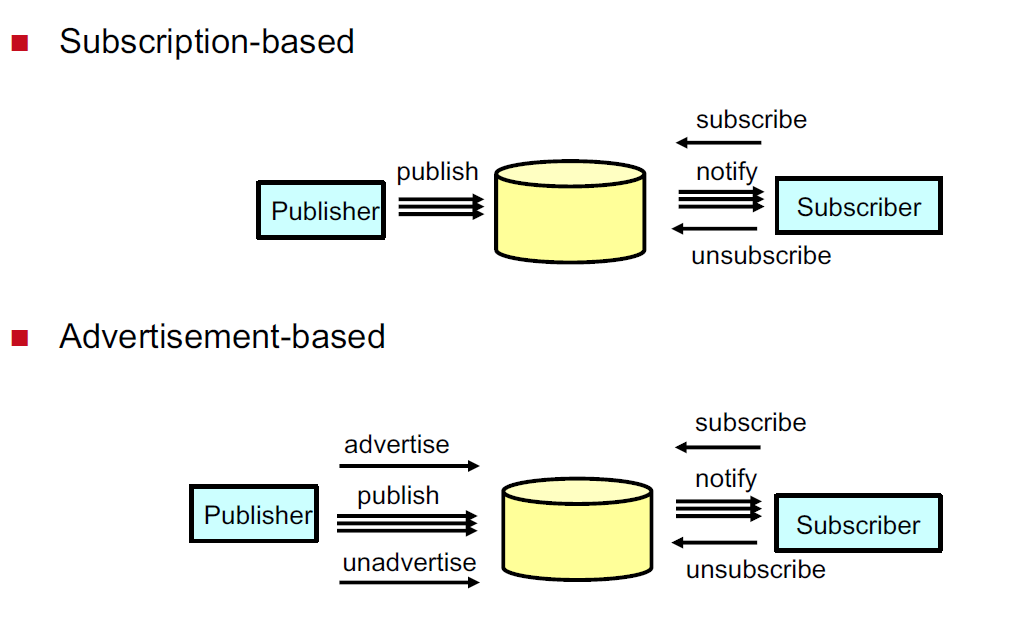 Subscription-based
subscribe
publish
notify
Publisher
Subscriber
unsubscribe
Advertisement-based
subscribe
advertise
notify
publish
Publisher
Subscriber
unadvertise
unsubscribe